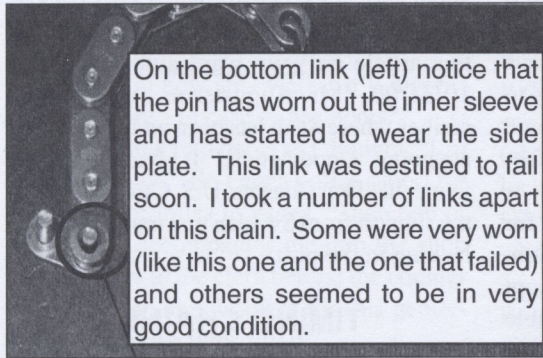 On the bottom link (left) notice that
the pin has worn out the inner sleeve
and has started to wear the side
plate. This link was destined to fail
soon. I took a number of links apart
on this chain. Some were very worn
(like this one and the one that failed)
and others seemed to be in very
good condition.